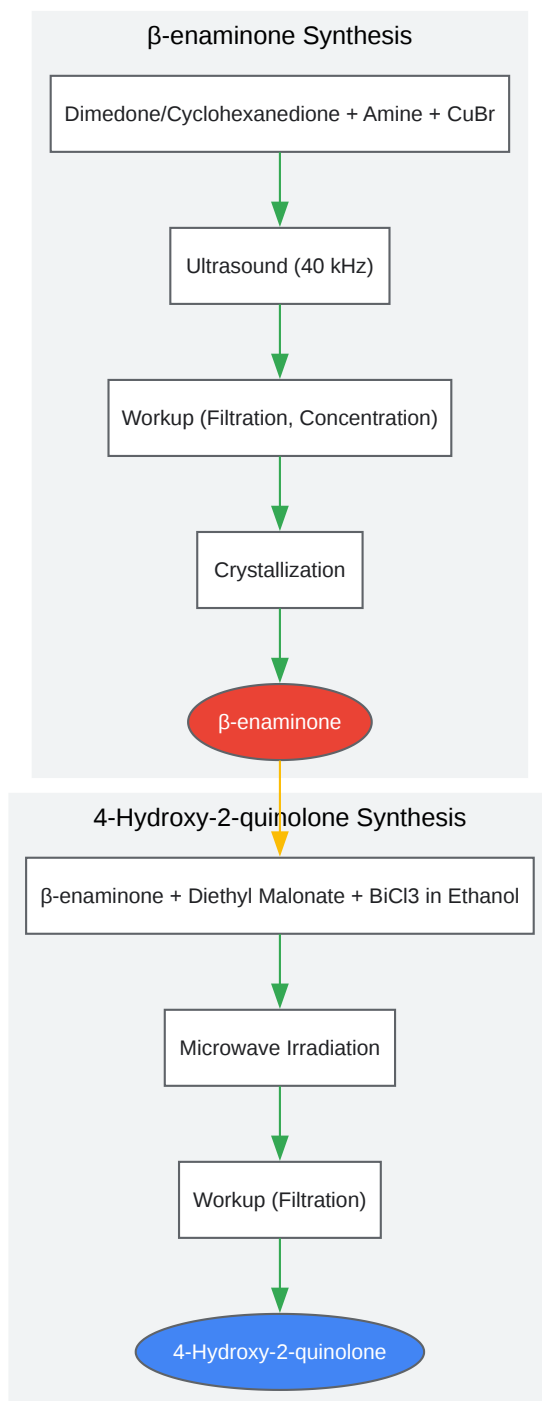 β-enaminone Synthesis
Dimedone/Cyclohexanedione + Amine + CuBr
Ultrasound (40 kHz)
Workup (Filtration, Concentration)
Crystallization
β-enaminone
4-Hydroxy-2-quinolone Synthesis
β-enaminone + Diethyl Malonate + BiCl3 in Ethanol
Microwave Irradiation
Workup (Filtration)
4-Hydroxy-2-quinolone